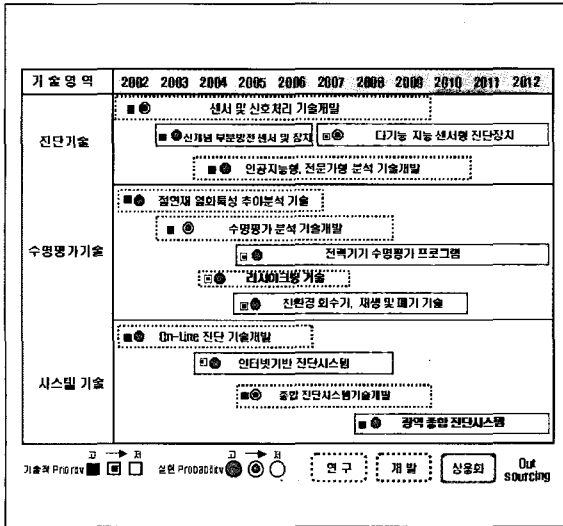 기술영역 2002 2003 2004 2005 2006 2007 2008 2009 2010 2011 2012
센서 및 신호처리 기술개발
진단기술
신개념 부분방전 센서 및 장치 다기능 지능 센서형 진단장치
인공지능형, 전문가형 분석 기술개발
절연재 열화특성 추이분석 기술
수명평가 분석 기술개발
수명평가기술
전력기기 수명평가 프로그램
리사이크링 기술
친환경 회수기, 재생 및 폐기 기술
On-Line 진단 기술개발
인터넷기반 진단시스템
시스템 기술
종합 진단시스템기술개발
광역 종합 진단시스템
고 저 고 저
기술적 실현 연 구 개 발 상용화 Out
sourcing